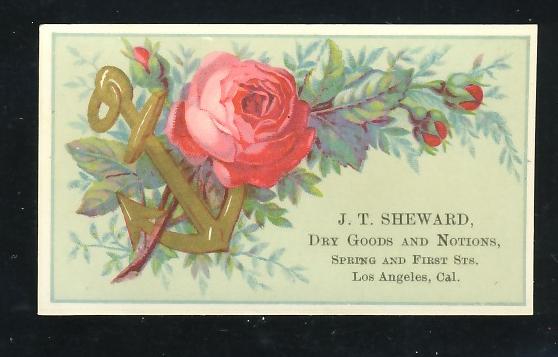 J. T. SHEWARD,
DRY GOODS AND NOTIONS,
SPRING AND FIRST STS.
Los Angeles, Cal.